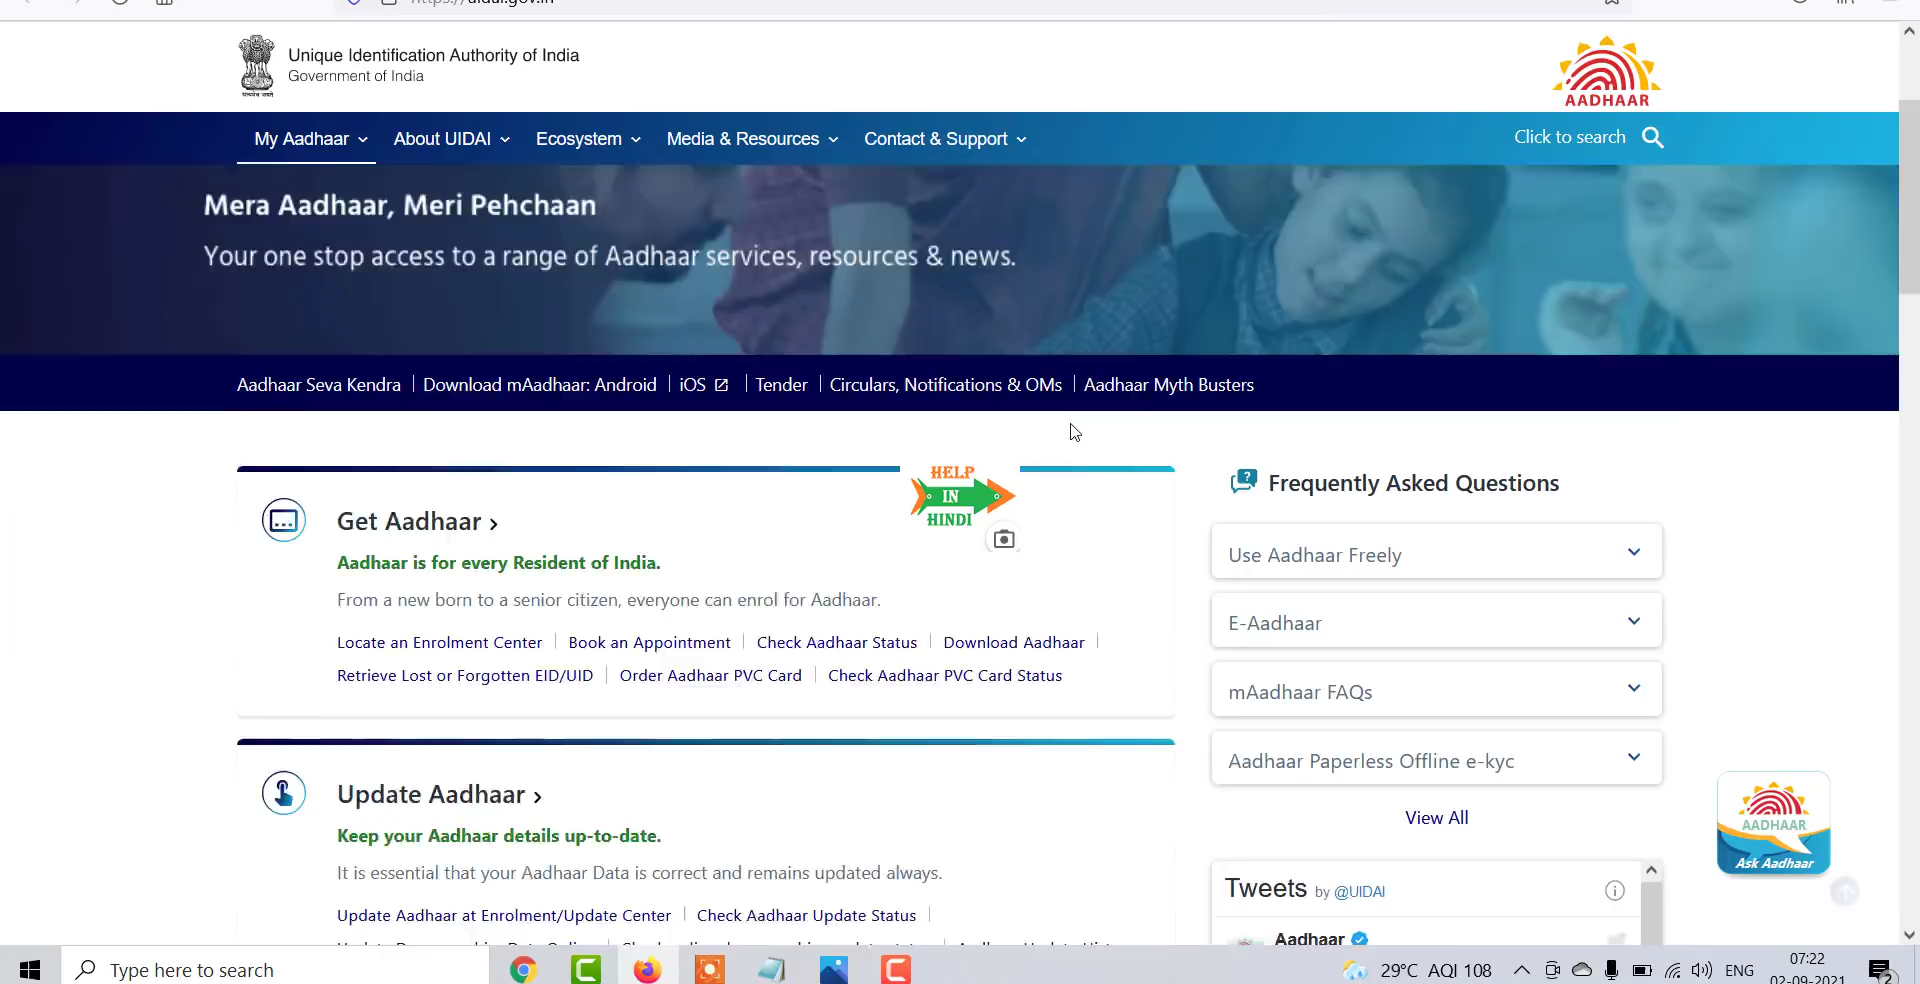 https://uidai.gov.in
Unique Identification Authority of India
Government of India
AADHAAR
My Aadhaar
About UIDAI
Ecosystem
Media & Resources
Contact & Support
Click to search
Mera Aadhaar, Meri Pehchaan
Your one stop access to a range of Aadhaar services, resources & news.
Aadhaar Seva Kendra
Download mAadhaar: Android
iOS
Tender
Circulars, Notifications & OMs
Aadhaar Myth Busters
HELP
IN
HINDI
Get Aadhaar
Aadhaar is for every Resident of India.
From a new born to a senior citizen, everyone can enrol for Aadhaar.
Locate an Enrolment Center
Book an Appointment
Check Aadhaar Status
Download Aadhaar
Retrieve Lost or Forgotten EID/UID
Order Aadhaar PVC Card
Check Aadhaar PVC Card Status
Update Aadhaar
Keep your Aadhaar details up-to-date.
It is essential that your Aadhaar Data is correct and remains updated always.
Update Aadhaar at Enrolment/Update Center
Check Aadhaar Update Status
Frequently Asked Questions
Use Aadhaar Freely
E-Aadhaar
mAadhaar FAQs
Aadhaar Paperless Offline e-kyc
View All
Tweets by @UIDAI
Aadhaar
AADHAAR
Ask Aadhaar
Type here to search
29°C AQI 108
ENG
07:22
02-09-2021
2